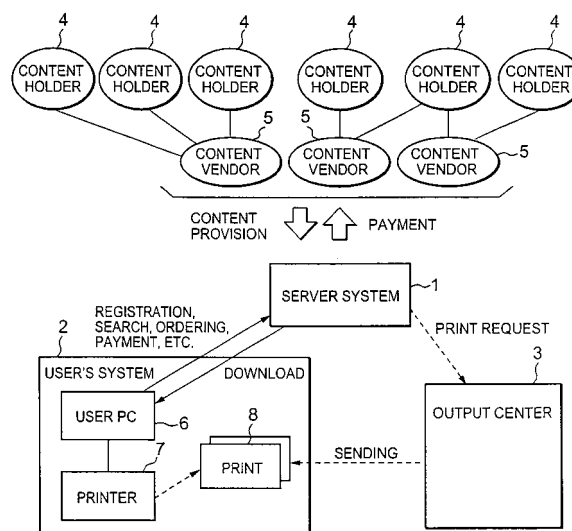 4 4 4 4 4 4
CONTENT HOLDER
CONTENT HOLDER
CONTENT HOLDER
CONTENT HOLDER
CONTENT HOLDER
CONTENT HOLDER
5 5
CONTENT VENDOR
CONTENT VENDOR
CONTENT VENDOR
5
CONTENT PROVISION
PAYMENT
1
SERVER SYSTEM
REGISTRATION,
SEARCH, ORDERING,
PAYMENT, ETC.
PRINT REQUEST
2
3
USER'S SYSTEM
DOWNLOAD
USER PC
6
8
OUTPUT CENTER
7
PRINT
SENDING
PRINTER